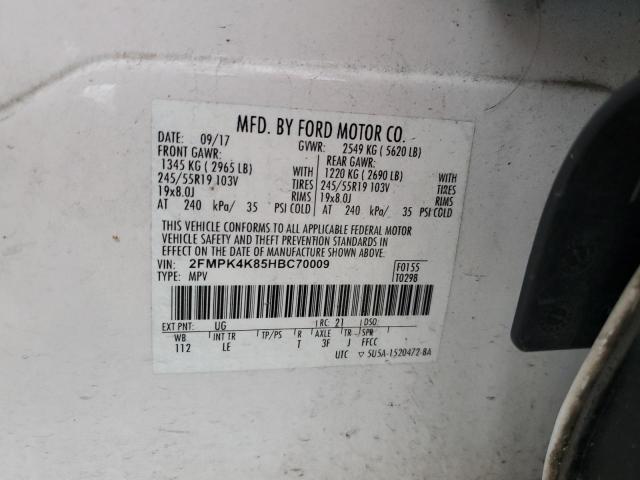 MFD. BY FORD MOTOR CO.
DATE: 09/17 GVWR: 2549 KG ( 5620 LB)
FRONT GAWR: REAR GAWR:
1345 KG ( 2965 LB) 1220 KG ( 2690 LB) WITH
245/55R19 103V TIRES 245/55R19 103V TIRES
19x8.0J RIMS 19x8.0J RIMS
AT 240 kPa/ 35 PSI COLD AT 240 kPa/ 35 PSI COLD
THIS VEHICLE CONFORMS TO ALL APPLICABLE FEDERAL MOTOR
VEHICLE SAFETY AND THEFT PREVENTION STANDARDS IN
EFFECT ON THE DATE OF MANUFACTURE SHOWN ABOVE.
VIN: 2FMPK4K85HBC70009 F0155
TYPE: MPV T0298
EXT PNT: UG RC: 21 DSO:
WB INT TR TP/PS R AXLE TR SPR
112 LE T 3F J FFCC
UTC ▽ 5U5A-1520472-BA